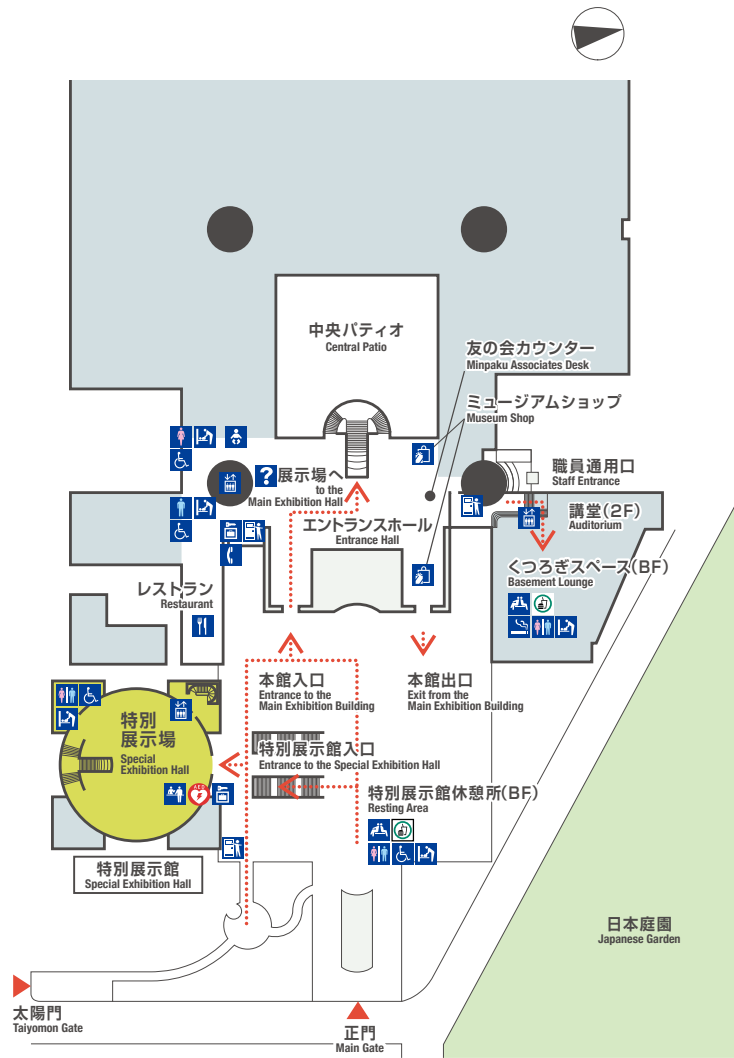 中央パティオ
Central Patio
友の会カウンター
Minpaku Associates Desk
ミュージアムショップ
Museum Shop
?
展示場へ
to the
Main Exhibition Hall
職員通用口
Staff Entrance
講堂(2F)
Auditorium
エントランスホール
Entrance Hall
くつろぎスペース(BF)
Basement Lounge
レストラン
Restaurant
本館入口
Entrance to the
Main Exhibition Building
本館出口
Exit from the
Main Exhibition Building
特別
展示場
Special
Exhibition Hall
特別展示館入口
Entrance to the Special Exhibition Hall
特別展示館休憩所(BF)
Resting Area
AED
特別展示館
Special Exhibition Hall
日本庭園
Japanese Garden
太陽門
Taiyomon Gate
正門
Main Gate